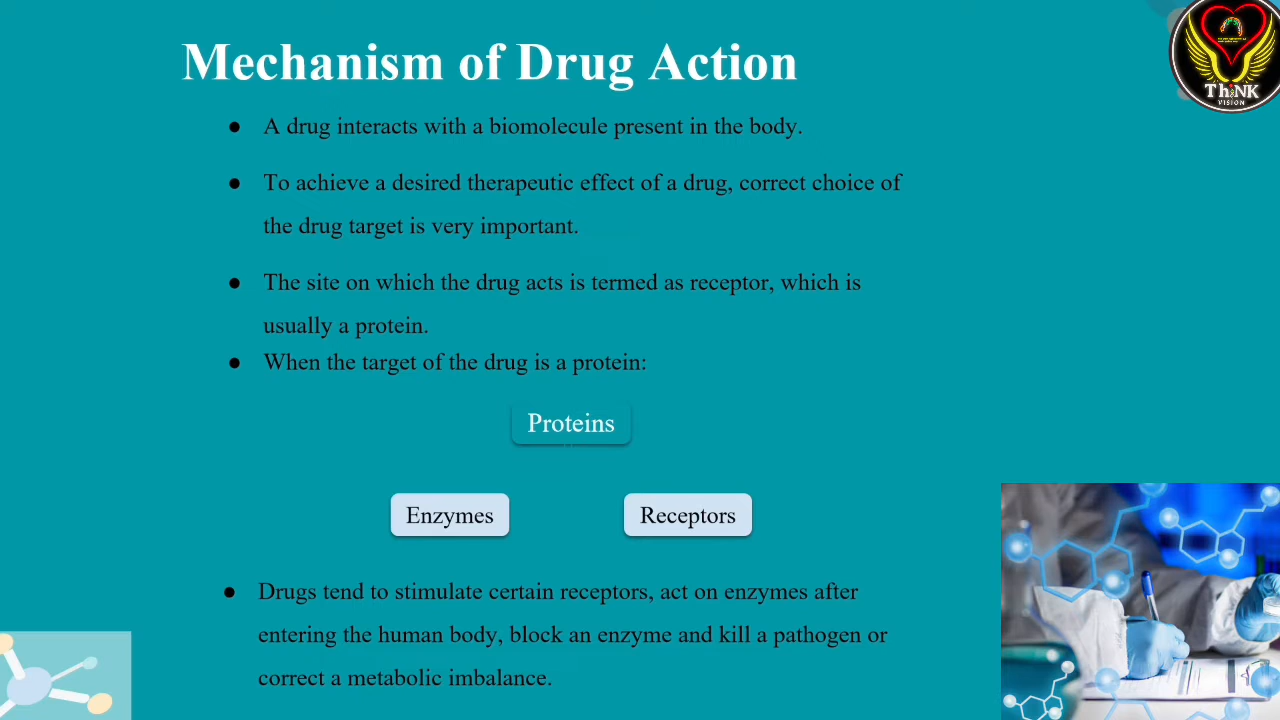 Mechanism of Drug Action
● A drug interacts with a biomolecule present in the body.
● To achieve a desired therapeutic effect of a drug, correct choice of
the drug target is very important.
● The site on which the drug acts is termed as receptor, which is
usually a protein.
● When the target of the drug is a protein:
Proteins
Enzymes Receptors
● Drugs tend to stimulate certain receptors, act on enzymes after
entering the human body, block an enzyme and kill a pathogen or
correct a metabolic imbalance.
ThiNK
VISION